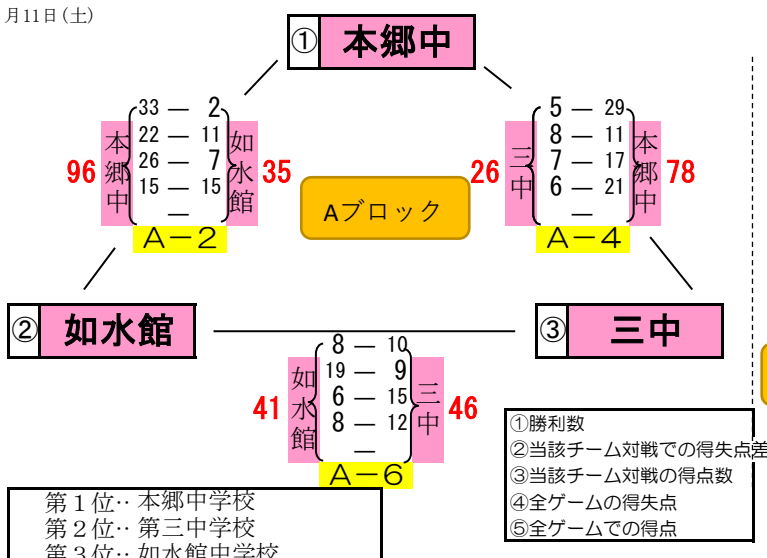 月11日(土)
① 本郷中
本郷中 96
33 — 2
22 — 11
26 — 7
15 — 15
—
如水館 35
A－2
Aブロック
三中 26
5 — 29
8 — 11
7 — 17
6 — 21
—
本郷中 78
A－4
② 如水館
③ 三中
如水館 41
8 — 10
19 — 9
6 — 15
8 — 12
—
三中 46
A－6
①勝利数
②当該チーム対戦での得失点差
③当該チーム対戦の得点数
④全ゲームの得失点
⑤全ゲームでの得点
第１位‥本郷中学校
第２位‥第三中学校
第３位‥如水館中学校